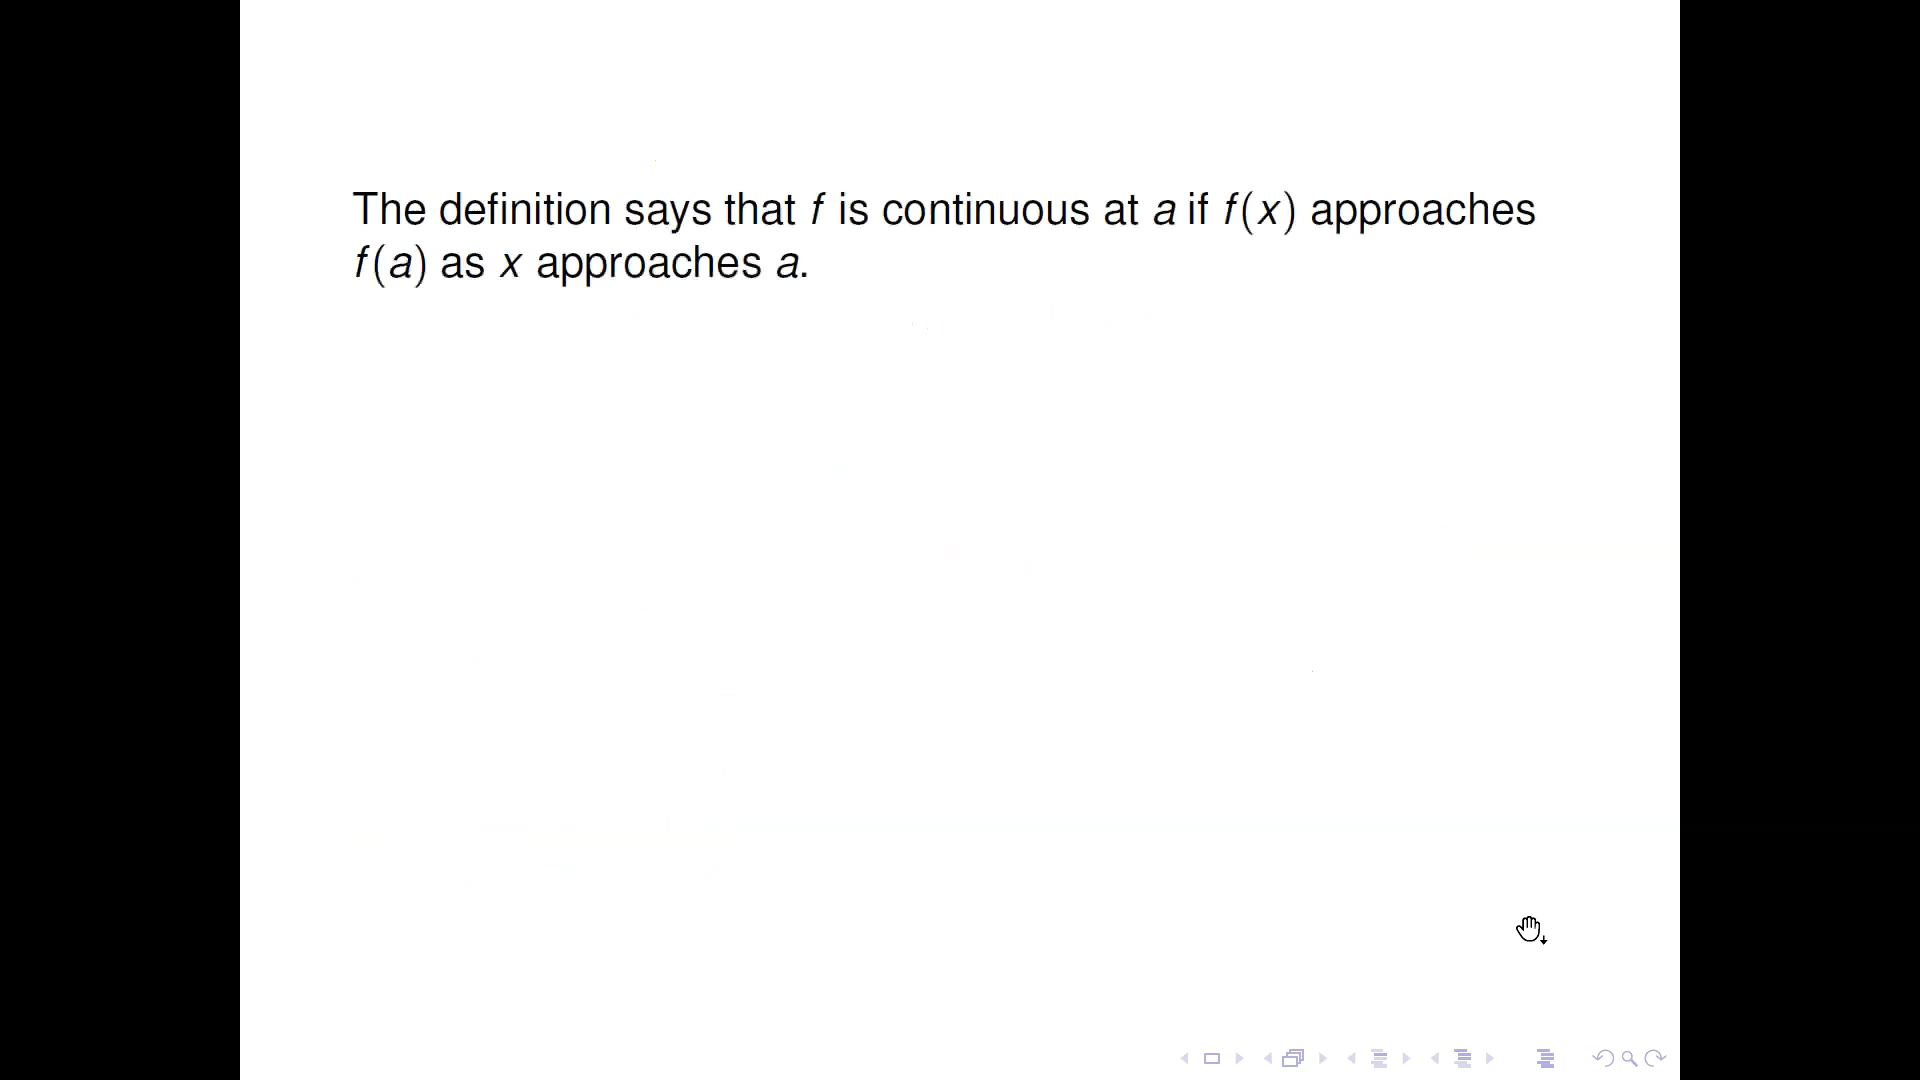 The definition says that f is continuous at a if f(x) approaches
f(a) as x approaches a.